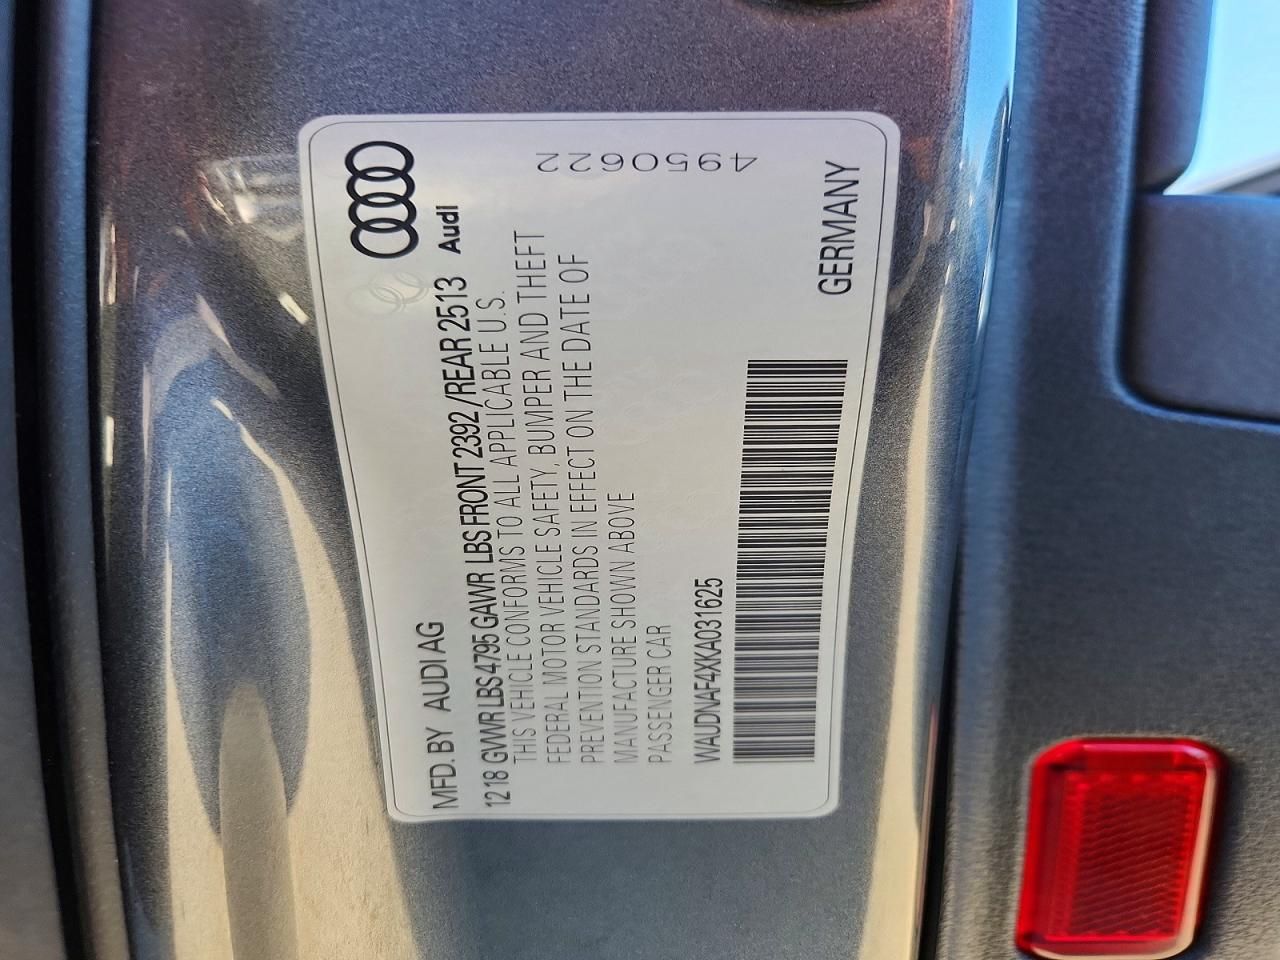 Audi
MFD. BY AUDI AG
12 18 GVWR LBS 4795 GAWR LBS FRONT 2392 /REAR 2513
THIS VEHICLE CONFORMS TO ALL APPLICABLE U.S.
FEDERAL MOTOR VEHICLE SAFETY, BUMPER AND THEFT
PREVENTION STANDARDS IN EFFECT ON THE DATE OF
MANUFACTURE SHOWN ABOVE
PASSENGER CAR
WAUDNAF4XKA031625
GERMANY
4950622